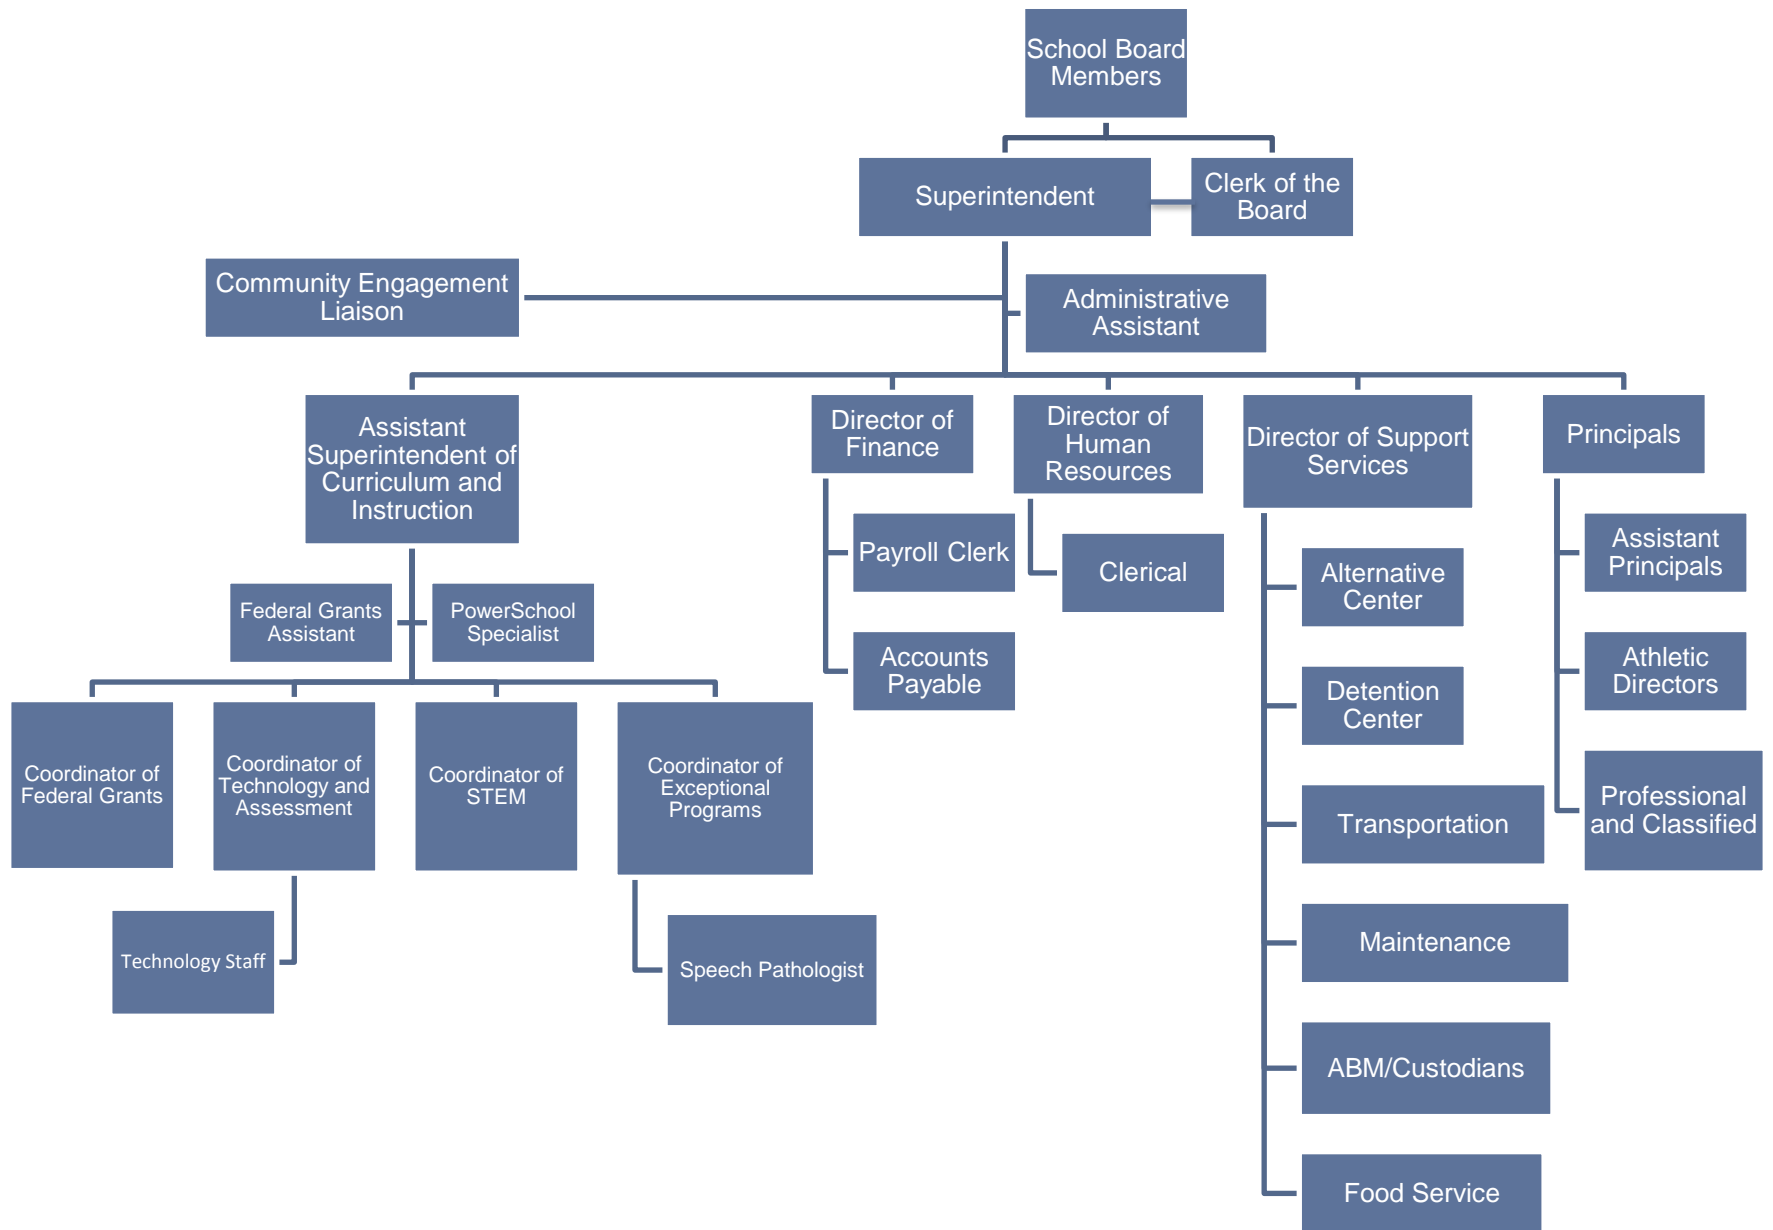 School Board
Members
Superintendent
Clerk of the
Board
Community Engagement
Liaison
Administrative
Assistant
Assistant
Superintendent of
Curriculum and
Instruction
Director of
Finance
Director of
Human
Resources
Director of Support
Services
Principals
Federal Grants
Assistant
PowerSchool
Specialist
Coordinator of
Federal Grants
Coordinator of
Technology and
Assessment
Coordinator of
STEM
Coordinator of
Exceptional
Programs
Technology Staff
Speech Pathologist
Payroll Clerk
Accounts
Payable
Clerical
Alternative
Center
Detention
Center
Transportation
Maintenance
ABM/Custodians
Food Service
Assistant
Principals
Athletic
Directors
Professional
and Classified